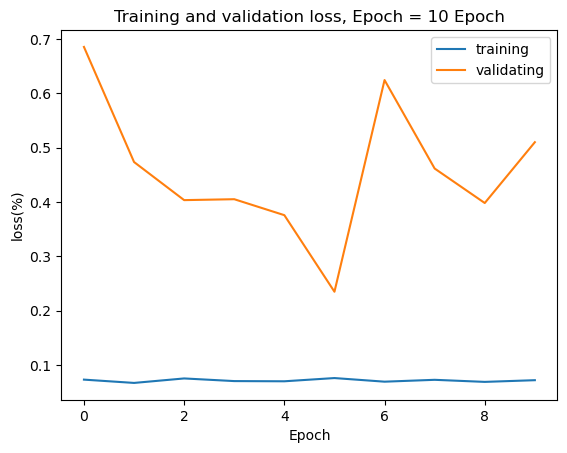 Training and validation loss, Epoch = 10 Epoch
training
validating
loss(%)
0.7
0.6
0.5
0.4
0.3
0.2
0.1
0 2 4 6 8
Epoch